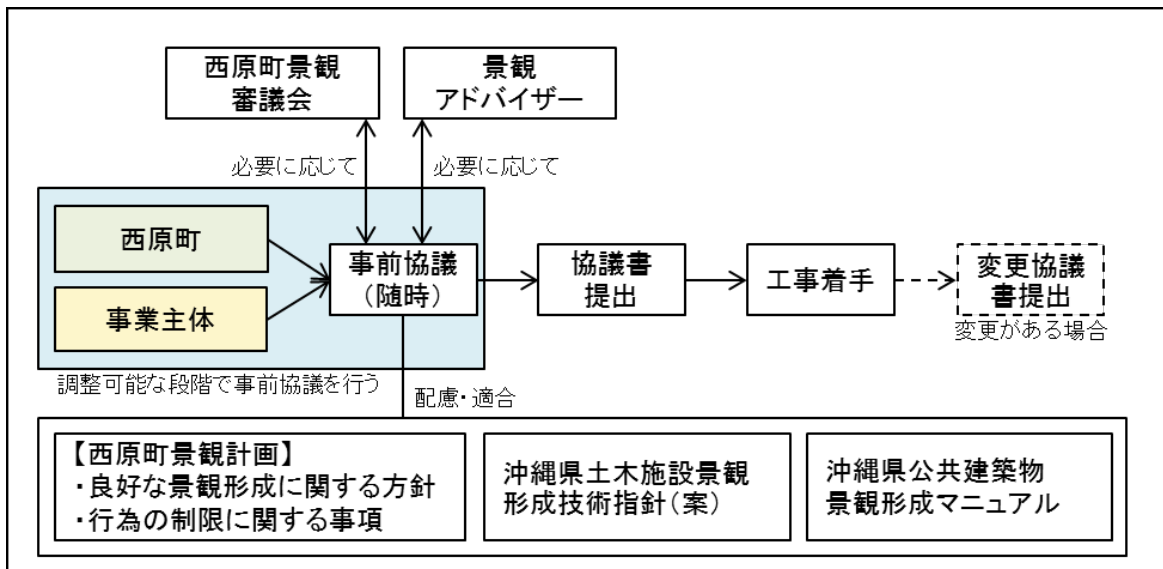 西原町景観
審議会
景観
アドバイザー
必要に応じて
必要に応じて
西原町
事業主体
事前協議
（随時）
協議書
提出
工事着手
変更協議
書提出
変更がある場合
調整可能な段階で事前協議を行う
配慮・適合
【西原町景観計画】
・良好な景観形成に関する方針
・行為の制限に関する事項
沖縄県土木施設景観
形成技術指針（案）
沖縄県公共建築物
景観形成マニュアル